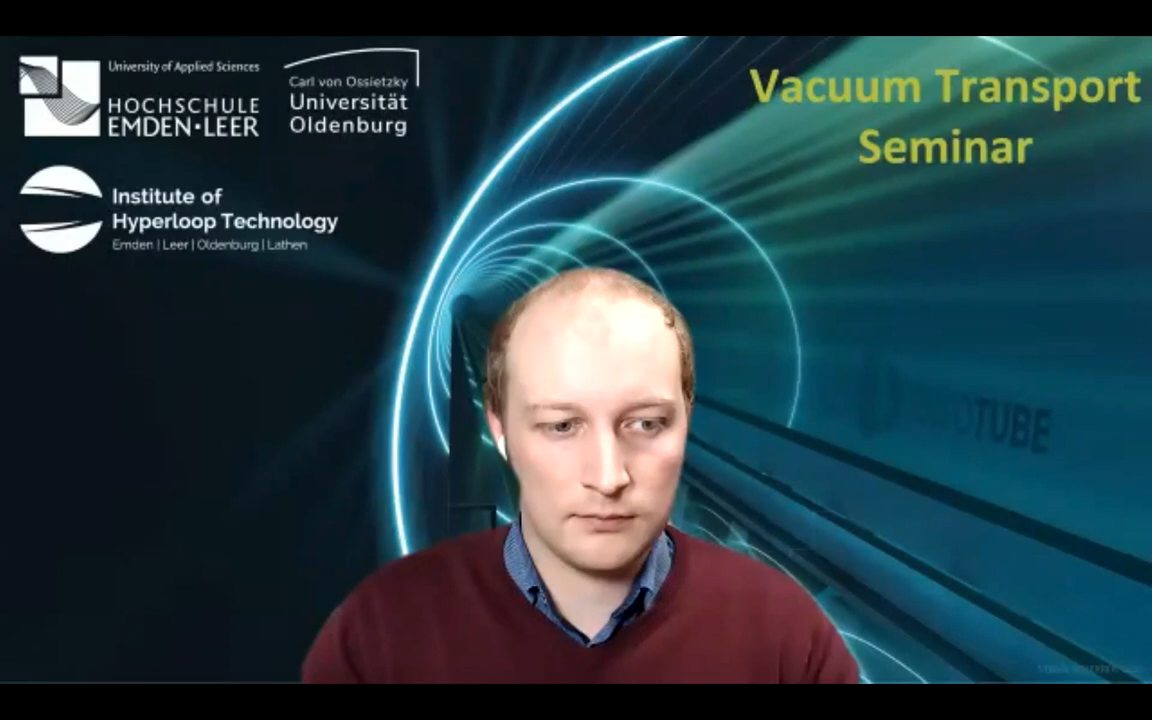 University of Applied Sciences
HOCHSCHULE
EMDEN·LEER
Carl von Ossietzky
Universität
Oldenburg
Vacuum Transport
Seminar
Institute of
Hyperloop Technology
Emden | Leer | Oldenburg | Lathen